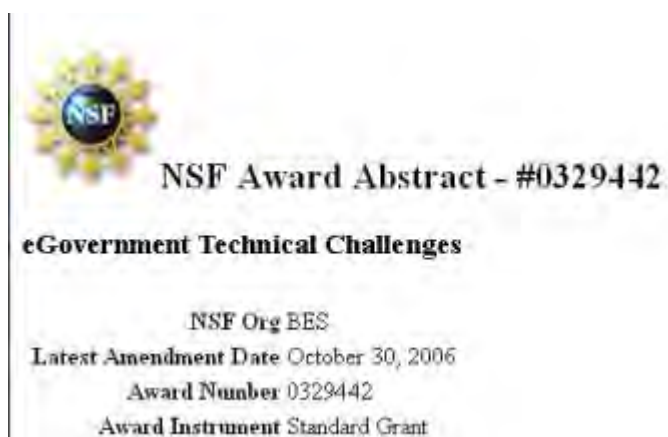 NSF
NSF Award Abstract - #0329442
eGovernment Technical Challenges
NSF Org BES
Latest Amendment Date October 30, 2006
Award Number 0329442
Award Instrument Standard Grant